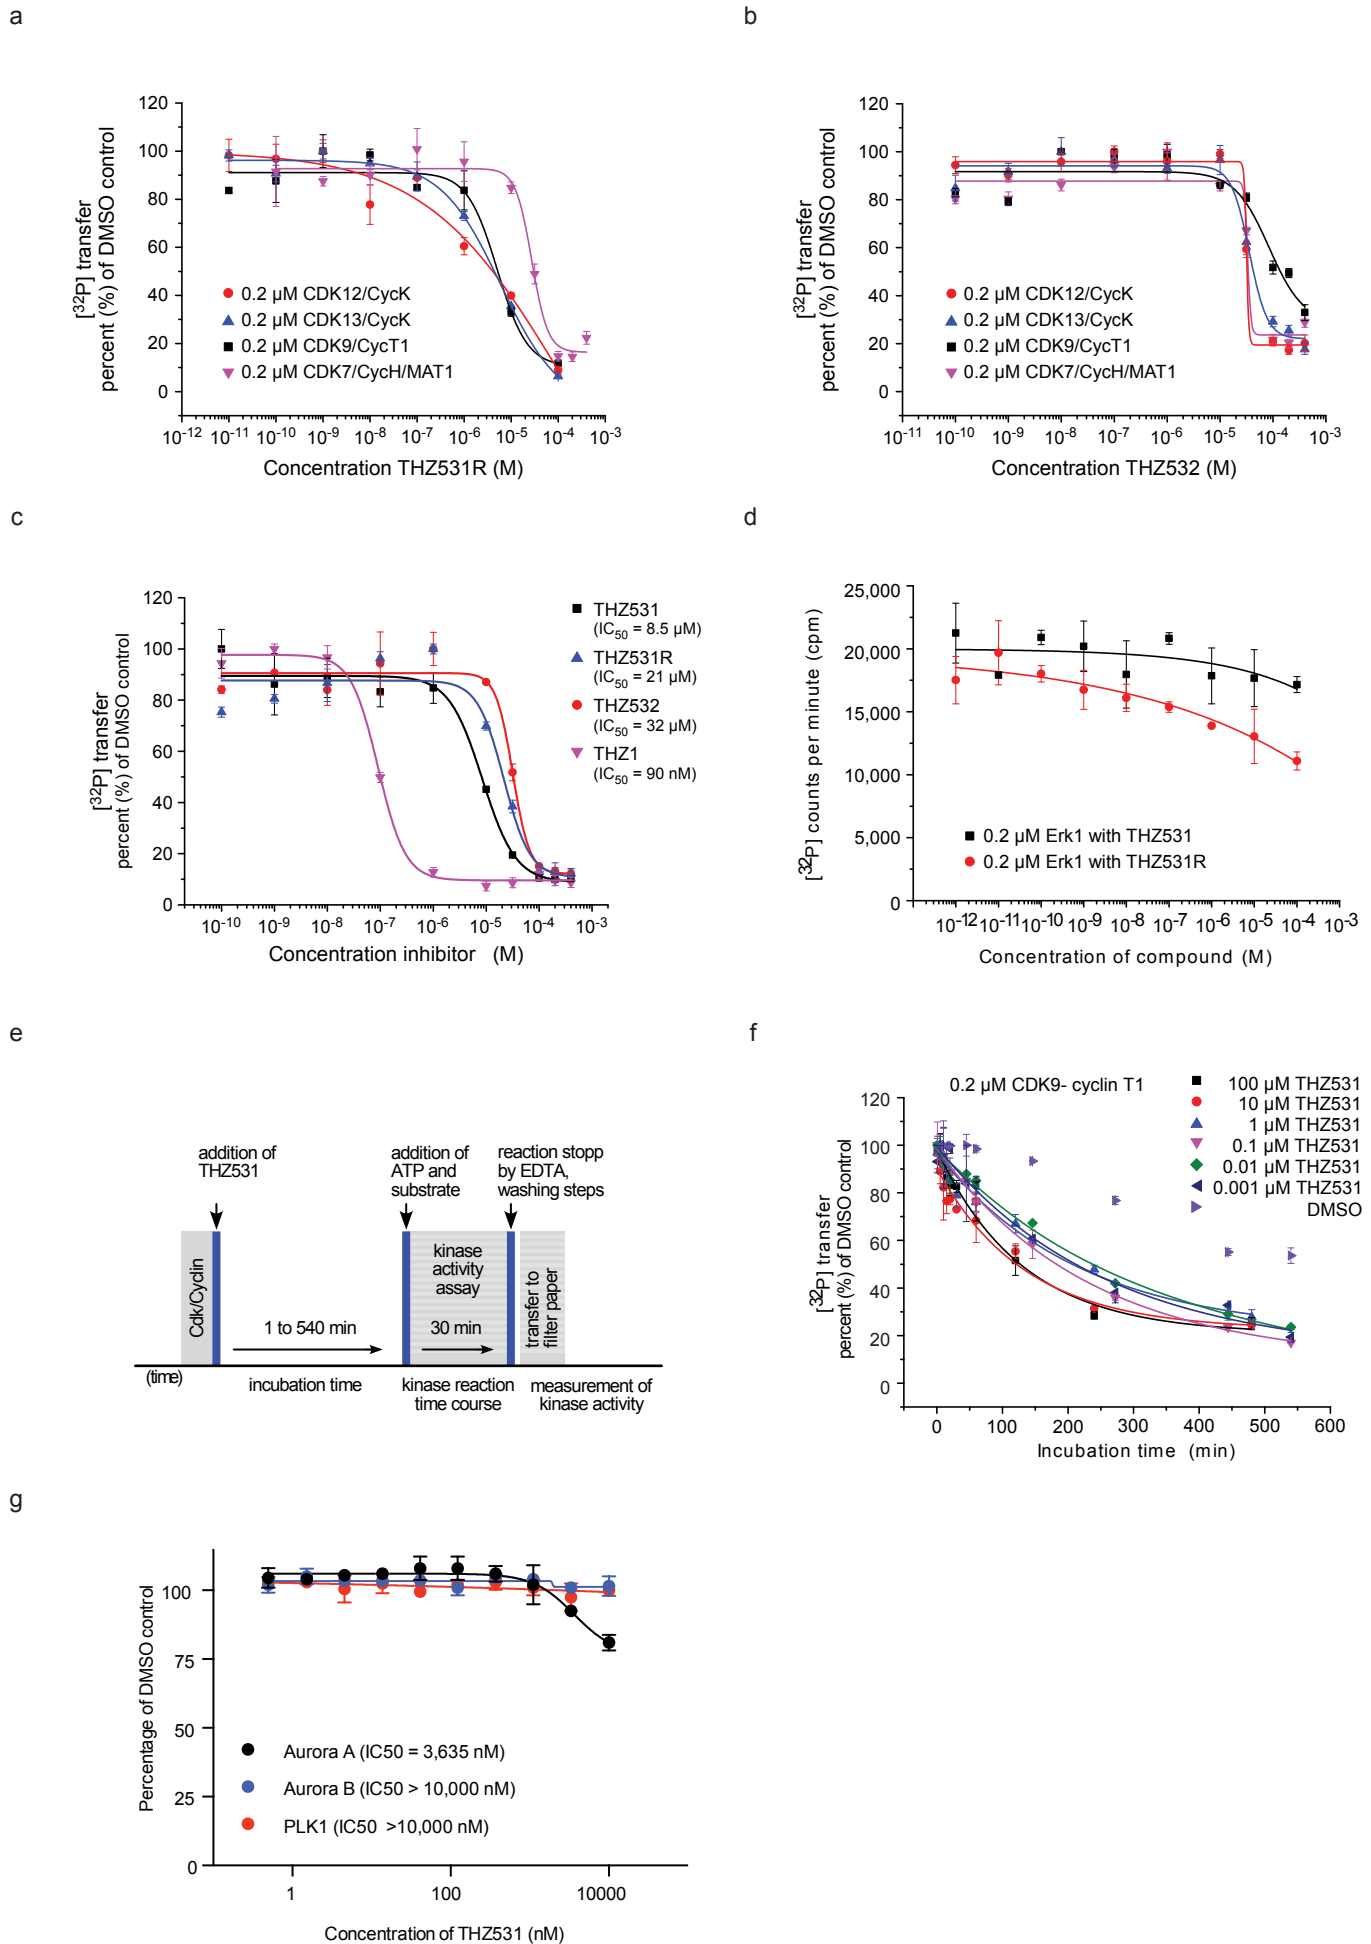 a
120
100
80
60
40
20
0
[³²P] transfer
percent (%) of DMSO control
0.2 μM CDK12/CycK
0.2 μM CDK13/CycK
0.2 μM CDK9/CycT1
0.2 μM CDK7/CycH/MAT1
10⁻¹² 10⁻¹¹ 10⁻¹⁰ 10⁻⁹ 10⁻⁸ 10⁻⁷ 10⁻⁶ 10⁻⁵ 10⁻⁴ 10⁻³
Concentration THZ531R (M)
b
120
100
80
60
40
20
0
[³²P] transfer
percent (%) of DMSO control
0.2 μM CDK12/CycK
0.2 μM CDK13/CycK
0.2 μM CDK9/CycT1
0.2 μM CDK7/CycH/MAT1
10⁻¹¹ 10⁻¹⁰ 10⁻⁹ 10⁻⁸ 10⁻⁷ 10⁻⁶ 10⁻⁵ 10⁻⁴ 10⁻³
Concentration THZ532 (M)
c
120
100
80
60
40
20
0
[³²P] transfer
percent (%) of DMSO control
THZ531
(IC₅₀ = 8.5 μM)
THZ531R
(IC₅₀ = 21 μM)
THZ532
(IC₅₀ = 32 μM)
THZ1
(IC₅₀ = 90 nM)
10⁻¹⁰ 10⁻⁹ 10⁻⁸ 10⁻⁷ 10⁻⁶ 10⁻⁵ 10⁻⁴ 10⁻³
Concentration inhibitor (M)
d
25,000
20,000
15,000
10,000
5,000
0
[³²P] counts per minute (cpm)
0.2 μM Erk1 with THZ531
0.2 μM Erk1 with THZ531R
10⁻¹² 10⁻¹¹ 10⁻¹⁰ 10⁻⁹ 10⁻⁸ 10⁻⁷ 10⁻⁶ 10⁻⁵ 10⁻⁴ 10⁻³
Concentration of compound (M)
e
addition of
THZ531
addition of
ATP and
substrate
reaction stopp
by EDTA,
washing steps
Cdk/Cyclin
1 to 540 min
kinase
activity
assay
30 min
transfer to
filter paper
(time)
incubation time
kinase reaction
time course
measurement of
kinase activity
f
0.2 μM CDK9- cyclin T1
100 μM THZ531
10 μM THZ531
1 μM THZ531
0.1 μM THZ531
0.01 μM THZ531
0.001 μM THZ531
DMSO
120
100
80
60
40
20
0
[³²P] transfer
percent (%) of DMSO control
0 100 200 300 400 500 600
Incubation time (min)
g
100
75
50
25
0
Percentage of DMSO control
Aurora A (IC50 = 3,635 nM)
Aurora B (IC50 > 10,000 nM)
PLK1 (IC50 >10,000 nM)
1 100 10000
Concentration of THZ531 (nM)